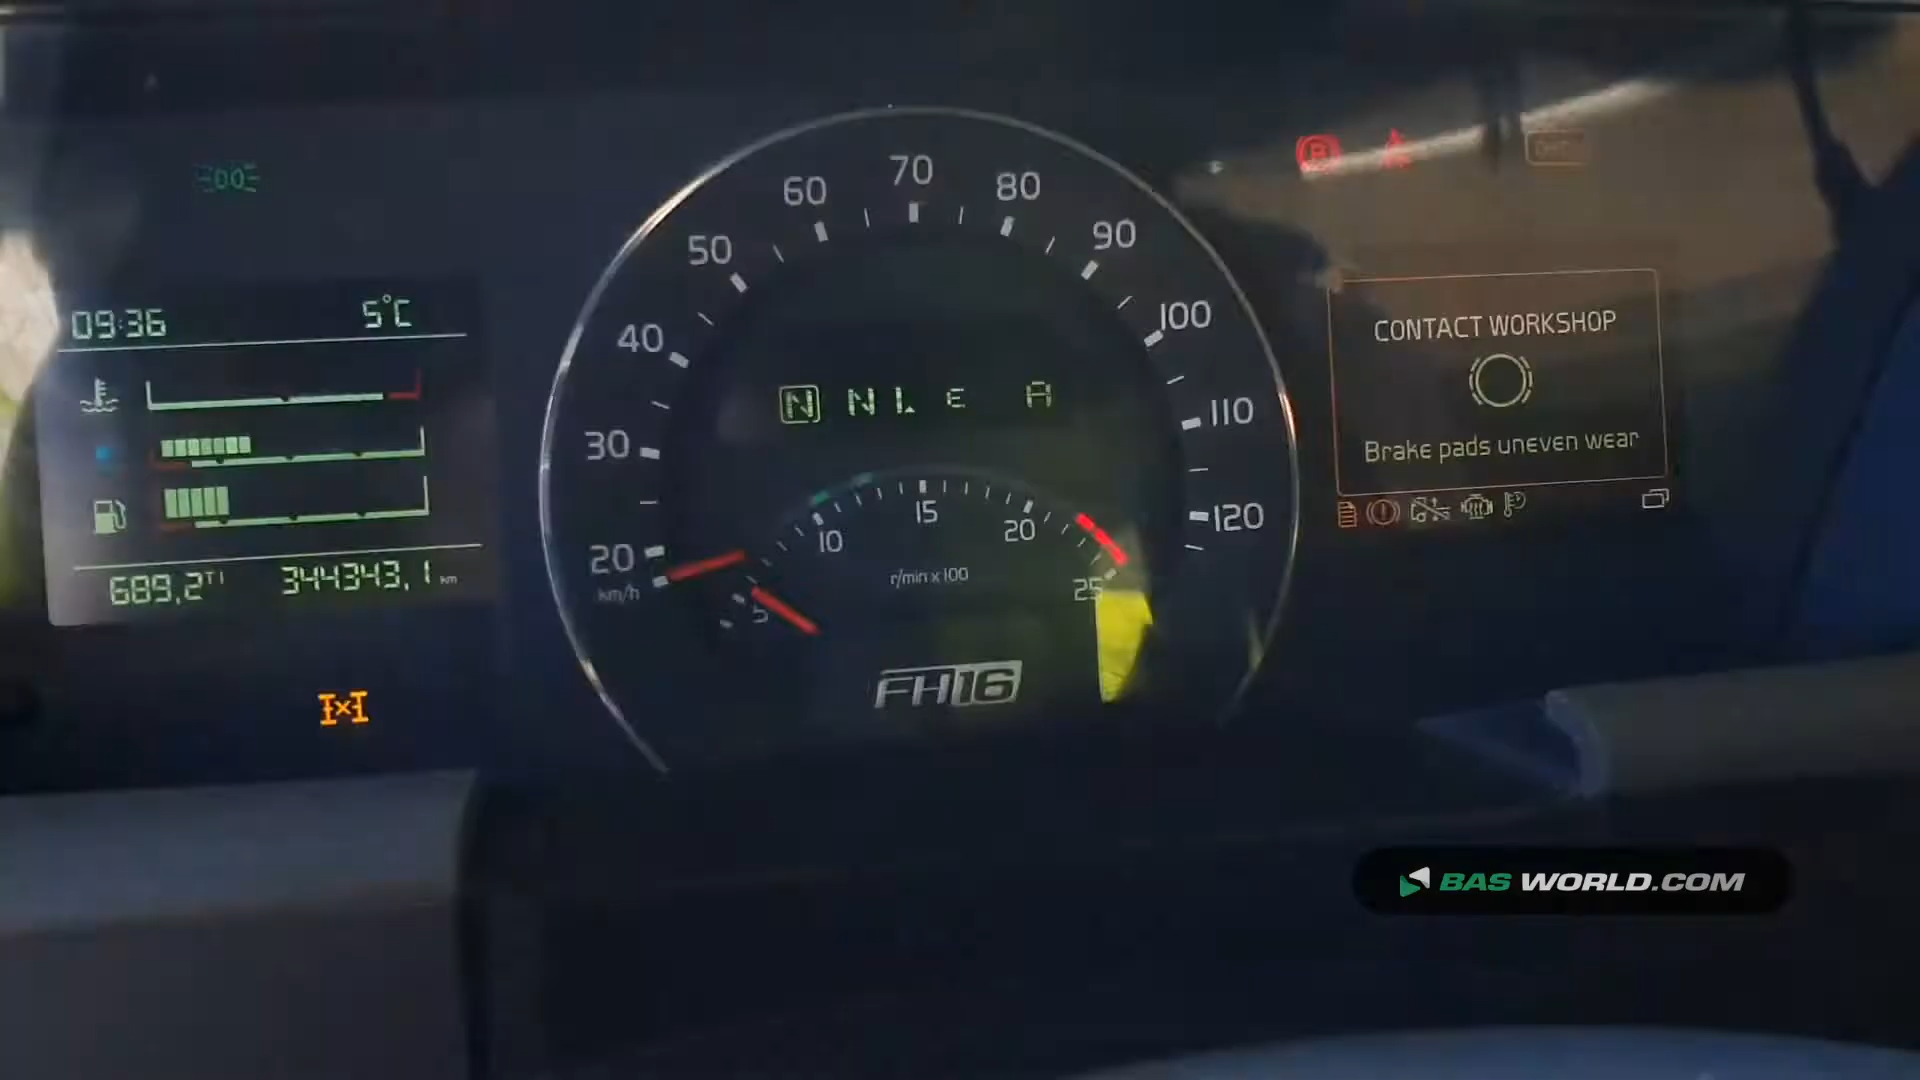 09:36 5°C
689,2 T1 344343,1 km
20 30 40 50 60 70 80 90 100 110 120
km/h
N N E A
5 10 15 20 25
r/min x 100
FH16
P
CONTACT WORKSHOP
Brake pads uneven wear
BAS WORLD.COM